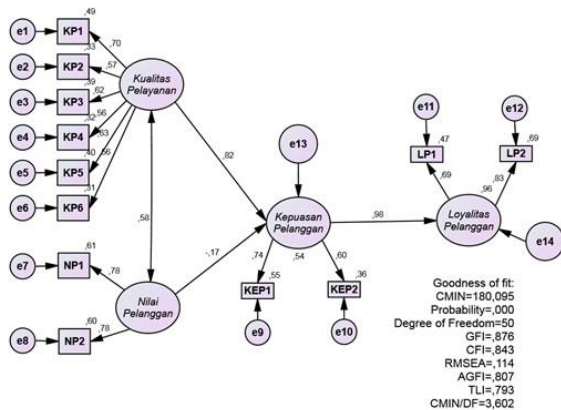 e1 KP1 ,49
,70
e2 KP2 ,33
,57
e3 KP3 ,39
,62
e4 KP4 ,32
,56
e5 KP5 ,40
,63
e6 KP6 ,31
,56
Kualitas
Pelayanan
,58
,82
e7 NP1 ,61
,78
e8 NP2 ,60
,78
Nilai
Pelanggan
-,17
e13
Kepuasan
Pelanggan
,54
,74
KEP1 ,55
e9
,60
KEP2 ,36
e10
,98
e11
LP1 ,47
,69
e12
LP2 ,69
,83
,96
Loyalitas
Pelanggan
e14
Goodness of fit:
CMIN=180,095
Probability=,000
Degree of Freedom=50
GFI=,876
CFI=,843
RMSEA=,114
AGFI=,807
TLI=,793
CMIN/DF=3,602